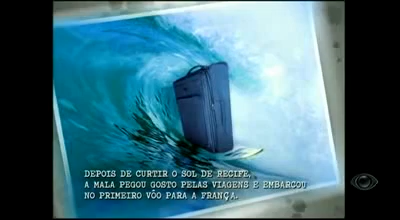 DEPOIS DE CURTIR O SOL DE RECIFE,
A MALA PEGOU GOSTO PELAS VIAGENS E EMBARCOU
NO PRIMEIRO VÔO PARA A FRANÇA.